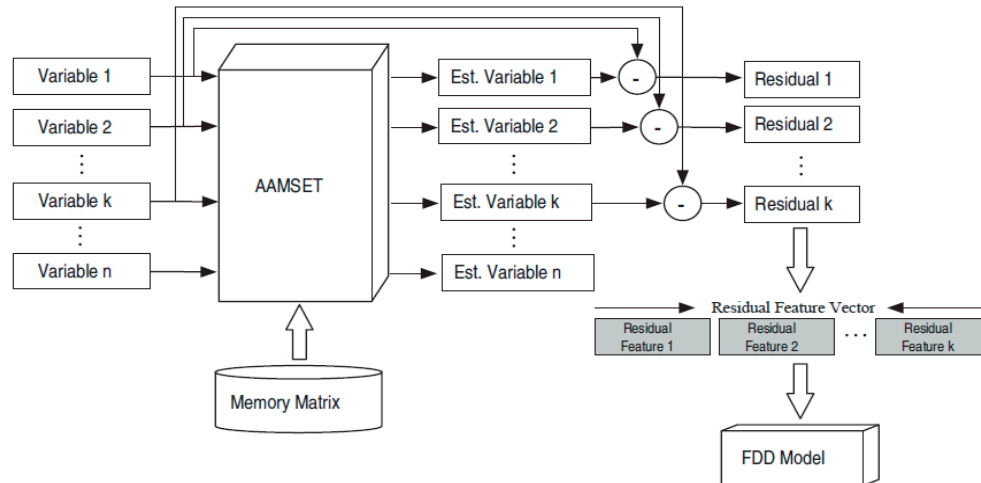 Variable 1
Variable 2
⋮
Variable k
⋮
Variable n
AAMSET
Memory Matrix
Est. Variable 1
Est. Variable 2
⋮
Est. Variable k
⋮
Est. Variable n
-
-
-
Residual 1
Residual 2
⋮
Residual k
Residual Feature Vector
Residual
Feature 1
Residual
Feature 2
...
Residual
Feature k
FDD Model